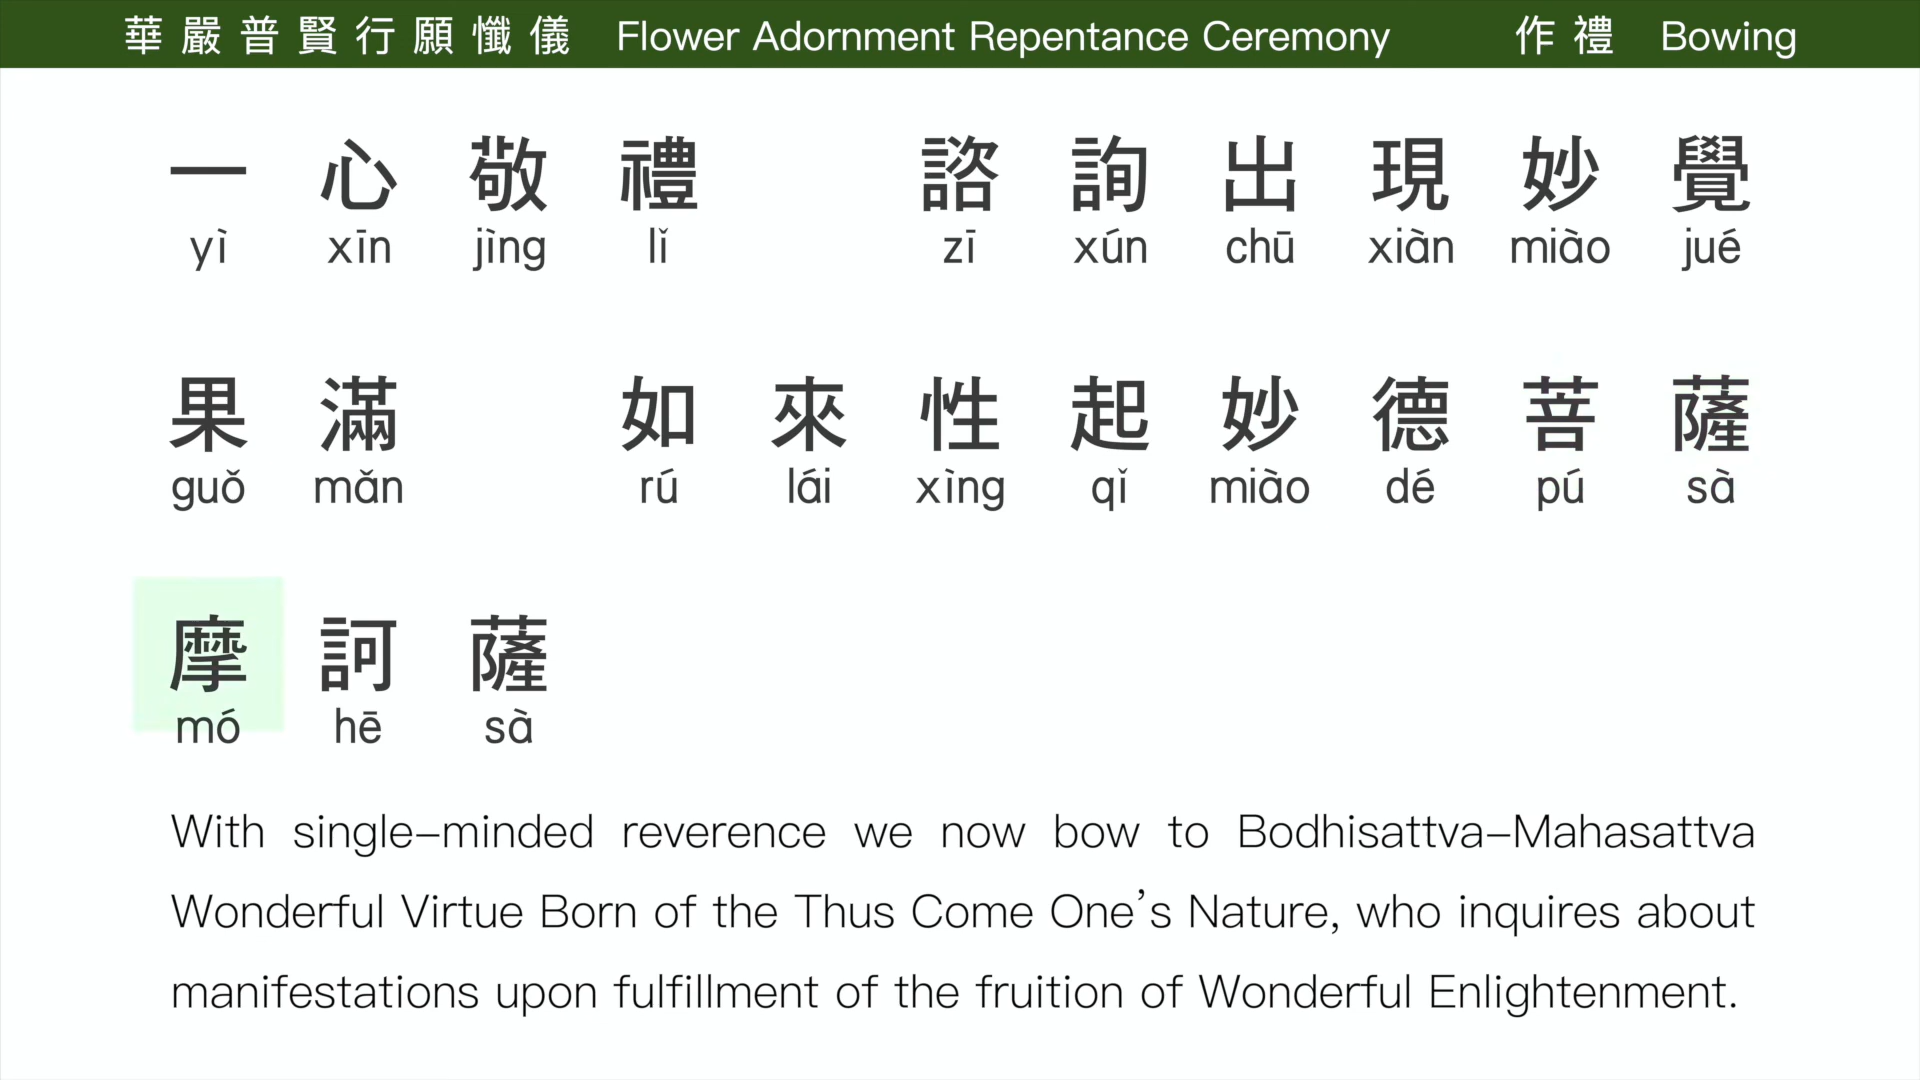 華嚴普賢行願懺儀 Flower Adornment Repentance Ceremony 作禮 Bowing
一心敬禮 諮詢出現妙覺
yì xīn jìng lǐ zī xún chū xiàn miào jué
果滿 如來性起妙德菩薩
guǒ mǎn rú lái xìng qǐ miào dé pú sà
摩訶薩
mó hē sà
With single-minded reverence we now bow to Bodhisattva-Mahasattva
Wonderful Virtue Born of the Thus Come One's Nature, who inquires about
manifestations upon fulfillment of the fruition of Wonderful Enlightenment.